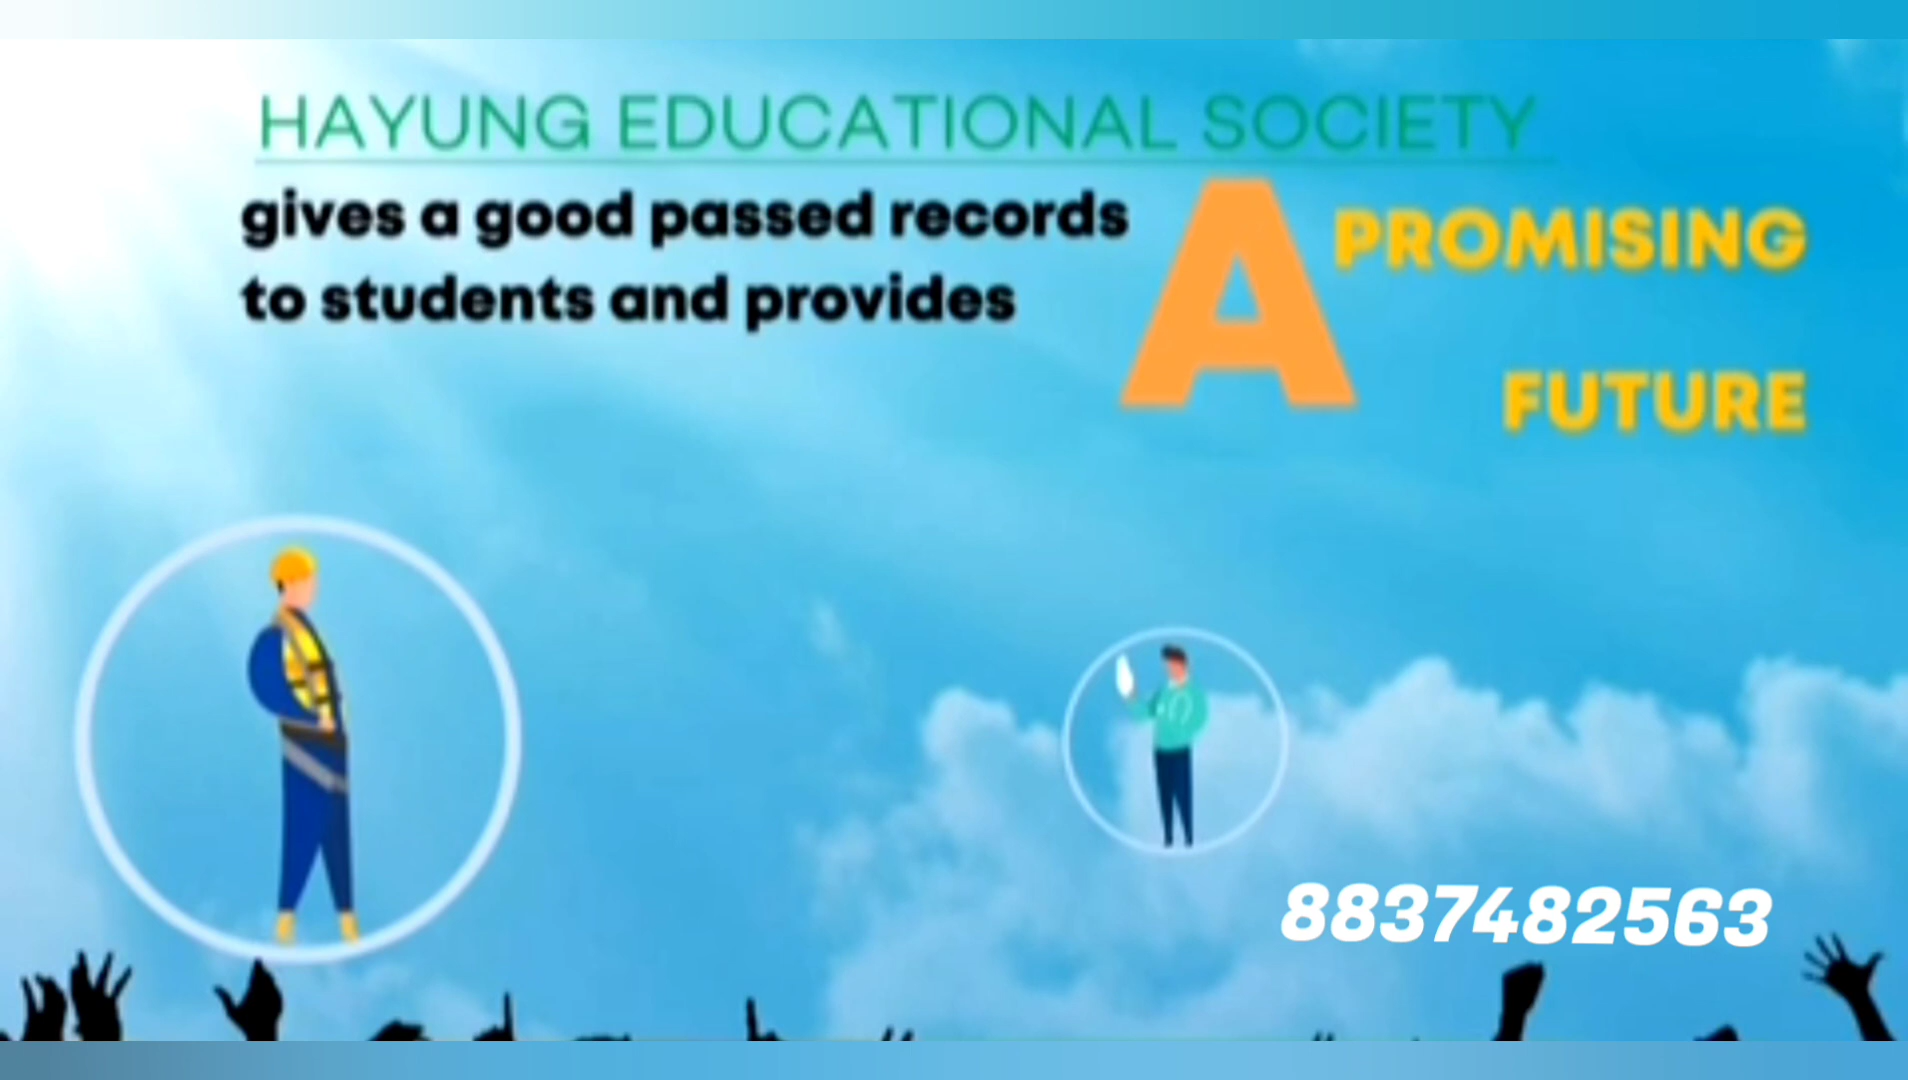 HAYUNG EDUCATIONAL SOCIETY
gives a good passed records
to students and provides
A PROMISING
FUTURE
8837482563